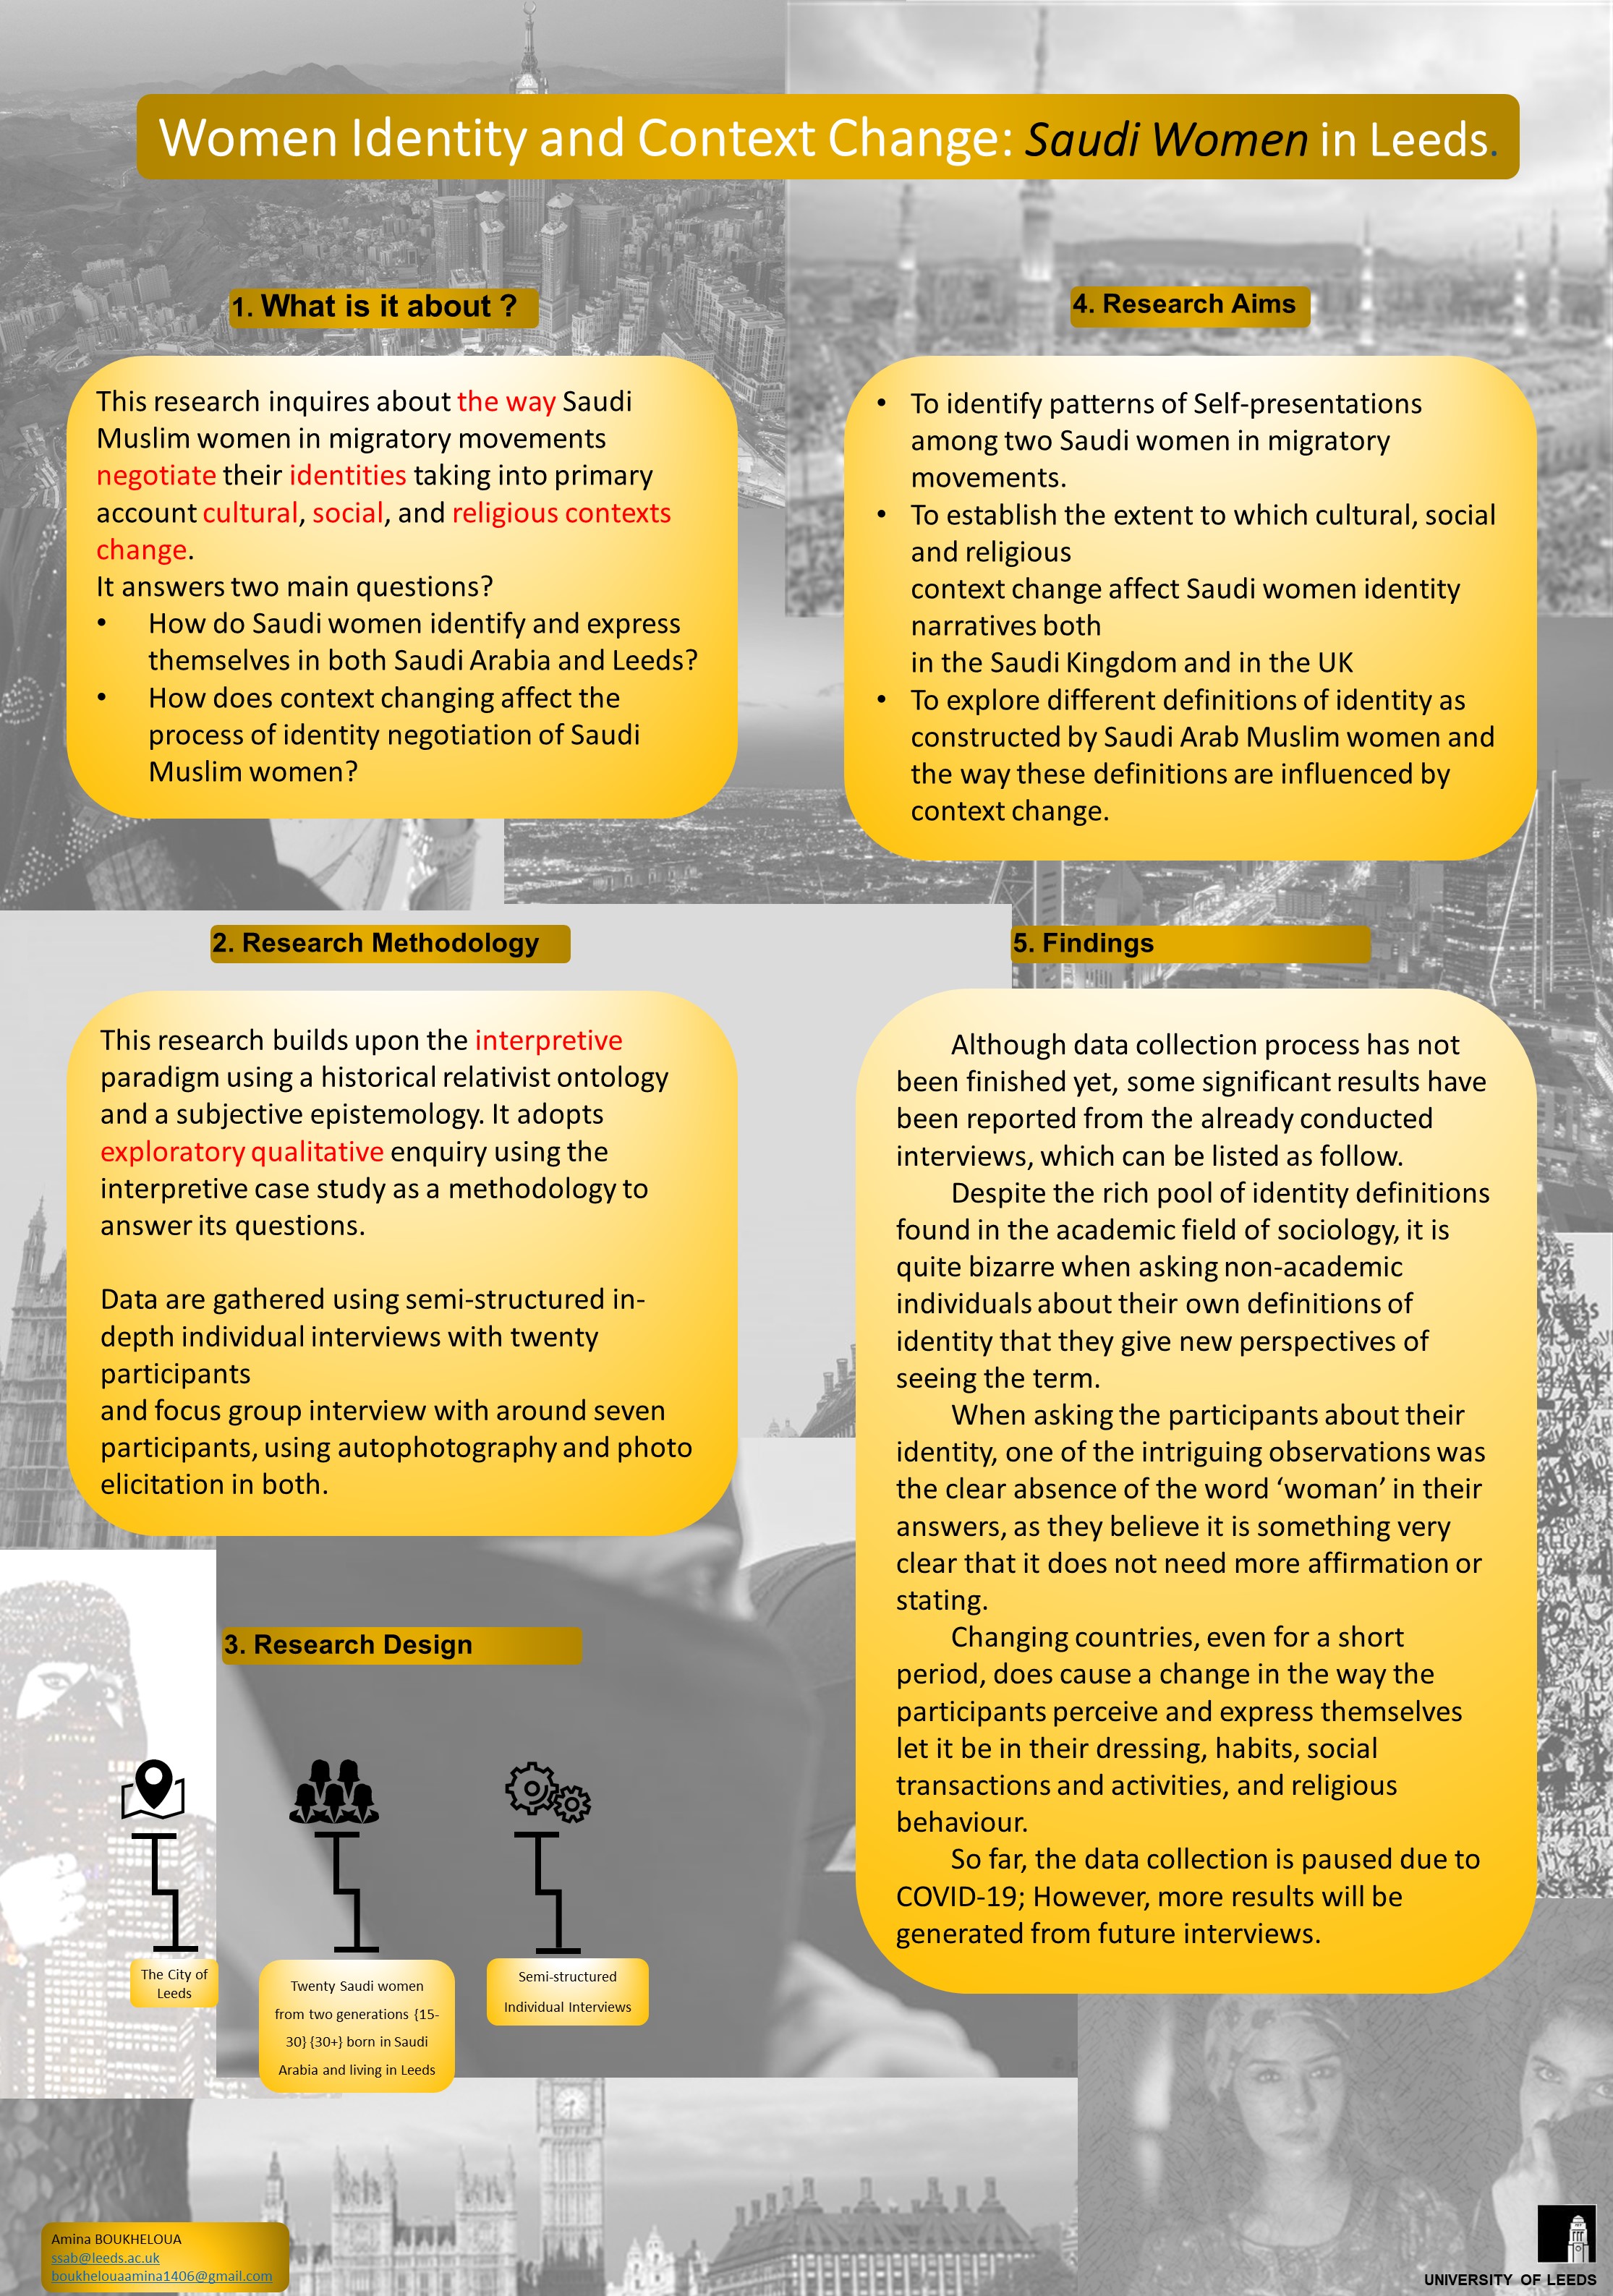 Women Identity and Context Change: Saudi Women in Leeds.
1. What is it about ?
This research inquires about the way Saudi
Muslim women in migratory movements
negotiate their identities taking into primary
account cultural, social, and religious contexts
change.
It answers two main questions?
• How do Saudi women identify and express
themselves in both Saudi Arabia and Leeds?
• How does context changing affect the
process of identity negotiation of Saudi
Muslim women?
2. Research Methodology
This research builds upon the interpretive
paradigm using a historical relativist ontology
and a subjective epistemology. It adopts
exploratory qualitative enquiry using the
interpretive case study as a methodology to
answer its questions.
Data are gathered using semi-structured in-
depth individual interviews with twenty
participants
and focus group interview with around seven
participants, using autophotography and photo
elicitation in both.
3. Research Design
The City of
Leeds
Twenty Saudi women
from two generations {15-
30} {30+} born in Saudi
Arabia and living in Leeds
Semi-structured
Individual Interviews
4. Research Aims
• To identify patterns of Self-presentations
among two Saudi women in migratory
movements.
• To establish the extent to which cultural, social
and religious
context change affect Saudi women identity
narratives both
in the Saudi Kingdom and in the UK
• To explore different definitions of identity as
constructed by Saudi Arab Muslim women and
the way these definitions are influenced by
context change.
5. Findings
Although data collection process has not
been finished yet, some significant results have
been reported from the already conducted
interviews, which can be listed as follow.
Despite the rich pool of identity definitions
found in the academic field of sociology, it is
quite bizarre when asking non-academic
individuals about their own definitions of
identity that they give new perspectives of
seeing the term.
When asking the participants about their
identity, one of the intriguing observations was
the clear absence of the word ‘woman’ in their
answers, as they believe it is something very
clear that it does not need more affirmation or
stating.
Changing countries, even for a short
period, does cause a change in the way the
participants perceive and express themselves
let it be in their dressing, habits, social
transactions and activities, and religious
behaviour.
So far, the data collection is paused due to
COVID-19; However, more results will be
generated from future interviews.
Amina BOUKHELOUA
ssab@leeds.ac.uk
boukhelouaamina1406@gmail.com
UNIVERSITY OF LEEDS